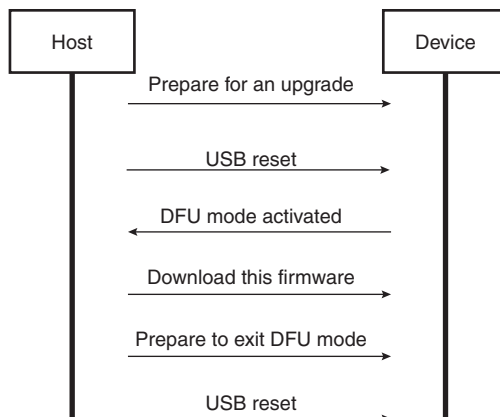 Host
Device
Prepare for an upgrade
USB reset
DFU mode activated
Download this firmware
Prepare to exit DFU mode
USB reset